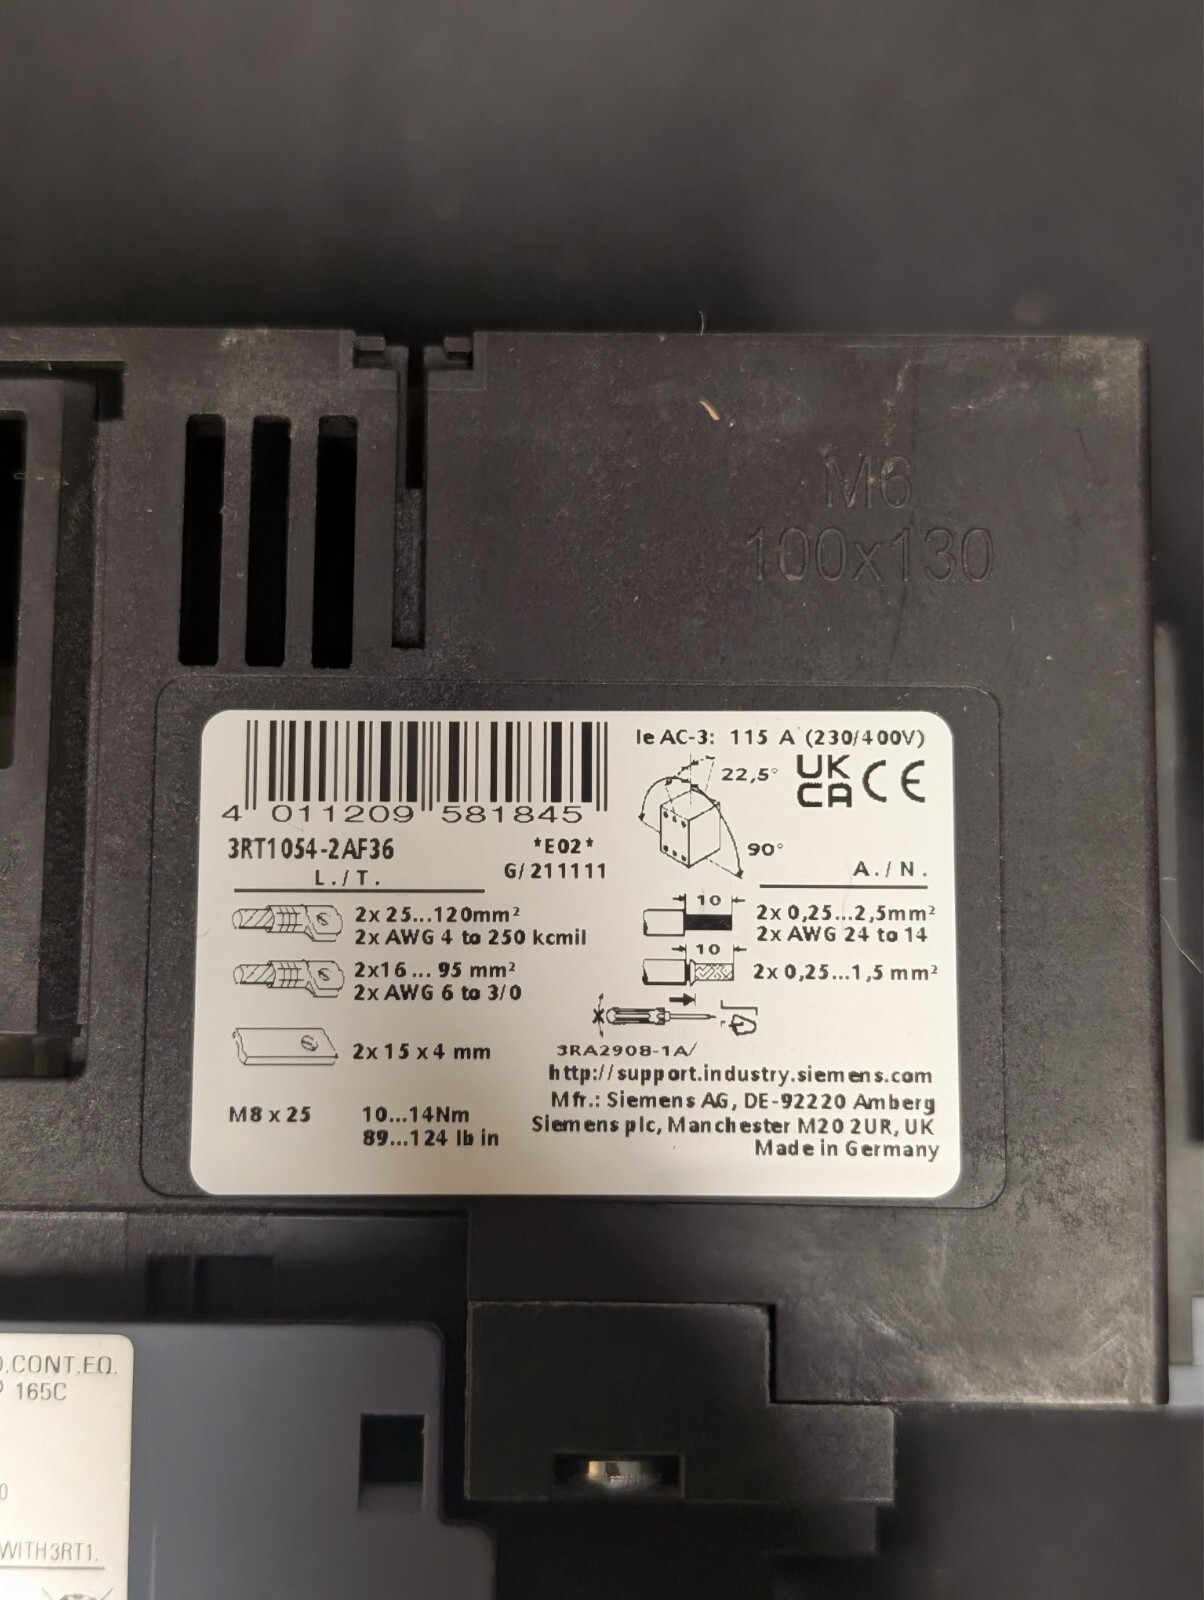 M6
100x130
Ie AC-3: 115 A (230/400V)
4 011209 581845
22,5°
UK
CA CE
3RT1054-2AF36
*E02*
G/211111
90°
L./T.
A./N.
2x 25...120mm²
2x AWG 4 to 250 kcmil
10
2x 0,25...2,5mm²
2x AWG 24 to 14
2x16 ... 95 mm²
2x AWG 6 to 3/0
10
2x 0,25...1,5 mm²
2x 15 x 4 mm
3RA2908-1A/
http://support.industry.siemens.com
M8 x 25
10...14Nm
89...124 lb in
Mfr.: Siemens AG, DE-92220 Amberg
Siemens plc, Manchester M20 2UR, UK
Made in Germany
.CONT.EQ.
165C
0
WITH 3RT1.